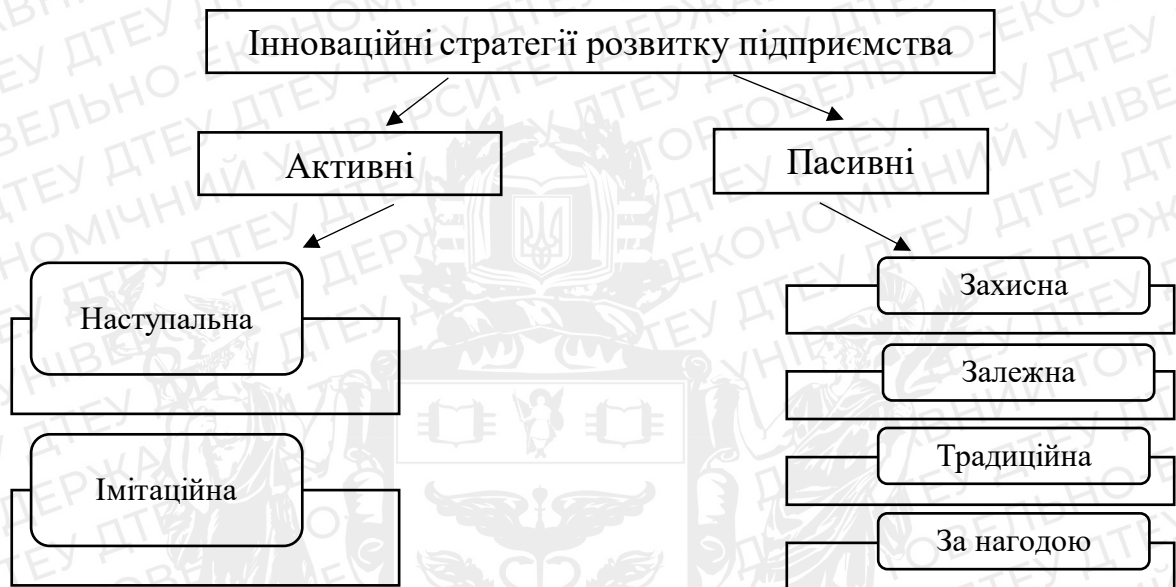 Інноваційні стратегії розвитку підприємства
Активні
Пасивні
Наступальна
Імітаційна
Захисна
Залежна
Традиційна
За нагодою